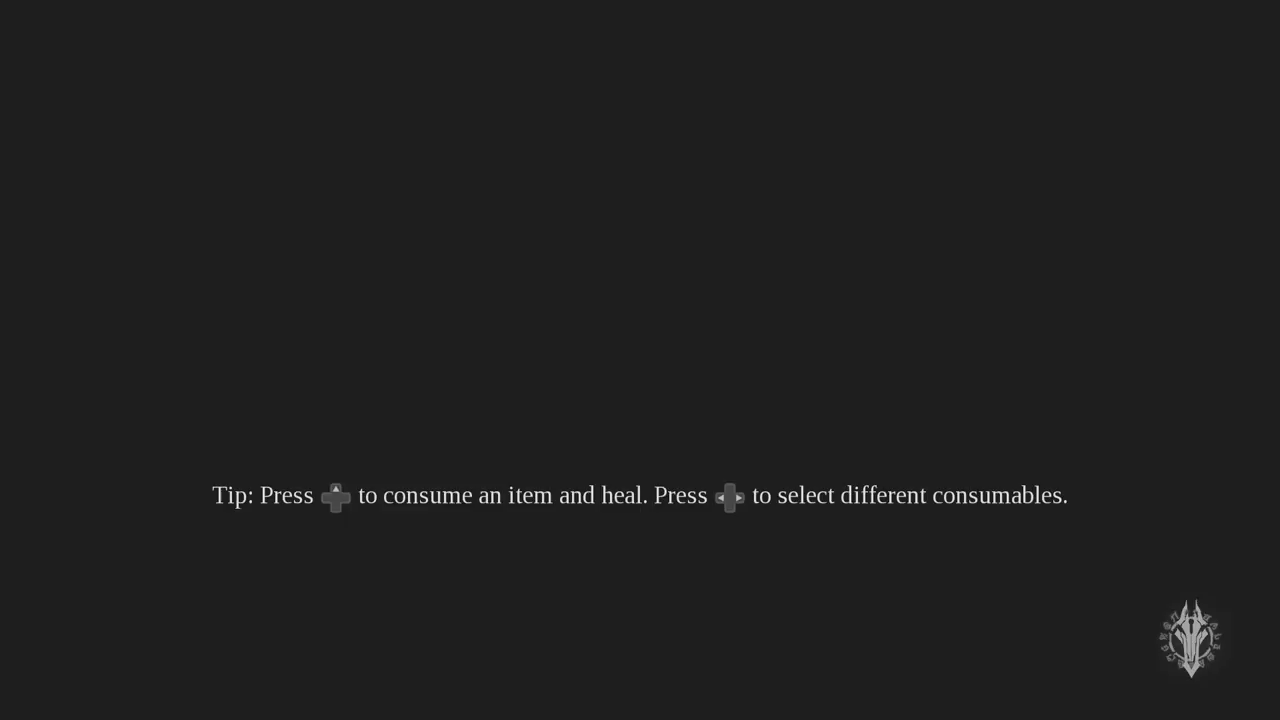 Tip: Press to consume an item and heal. Press to select different consumables.